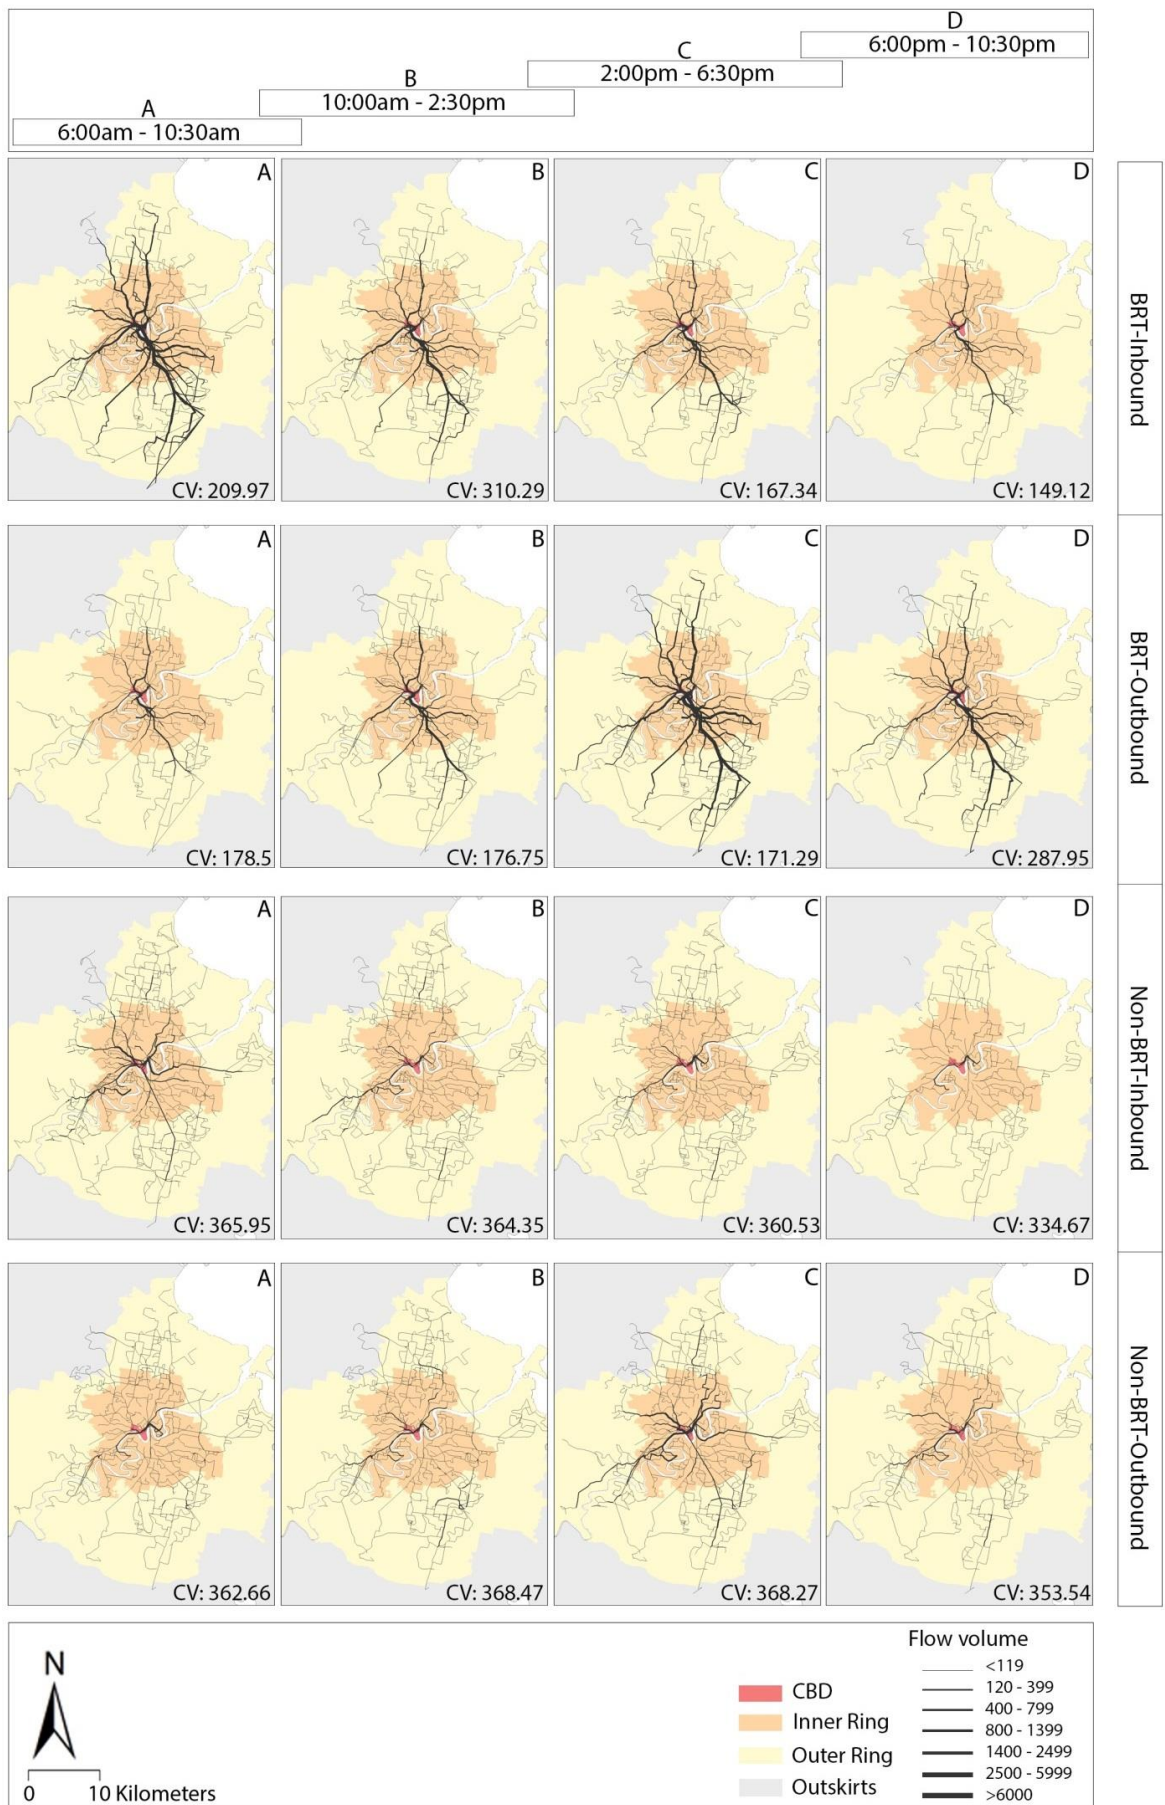 D
6:00pm - 10:30pm
C
2:00pm - 6:30pm
B
10:00am - 2:30pm
A
6:00am - 10:30am
A
B
C
D
CV: 209.97
CV: 310.29
CV: 167.34
CV: 149.12
BRT-Inbound
A
B
C
D
CV: 178.5
CV: 176.75
CV: 171.29
CV: 287.95
BRT-Outbound
A
B
C
D
CV: 365.95
CV: 364.35
CV: 360.53
CV: 334.67
Non-BRT-Inbound
A
B
C
D
CV: 362.66
CV: 368.47
CV: 368.27
CV: 353.54
Non-BRT-Outbound
N
0 10 Kilometers
CBD
Inner Ring
Outer Ring
Outskirts
Flow volume
<119
120 - 399
400 - 799
800 - 1399
1400 - 2499
2500 - 5999
>6000